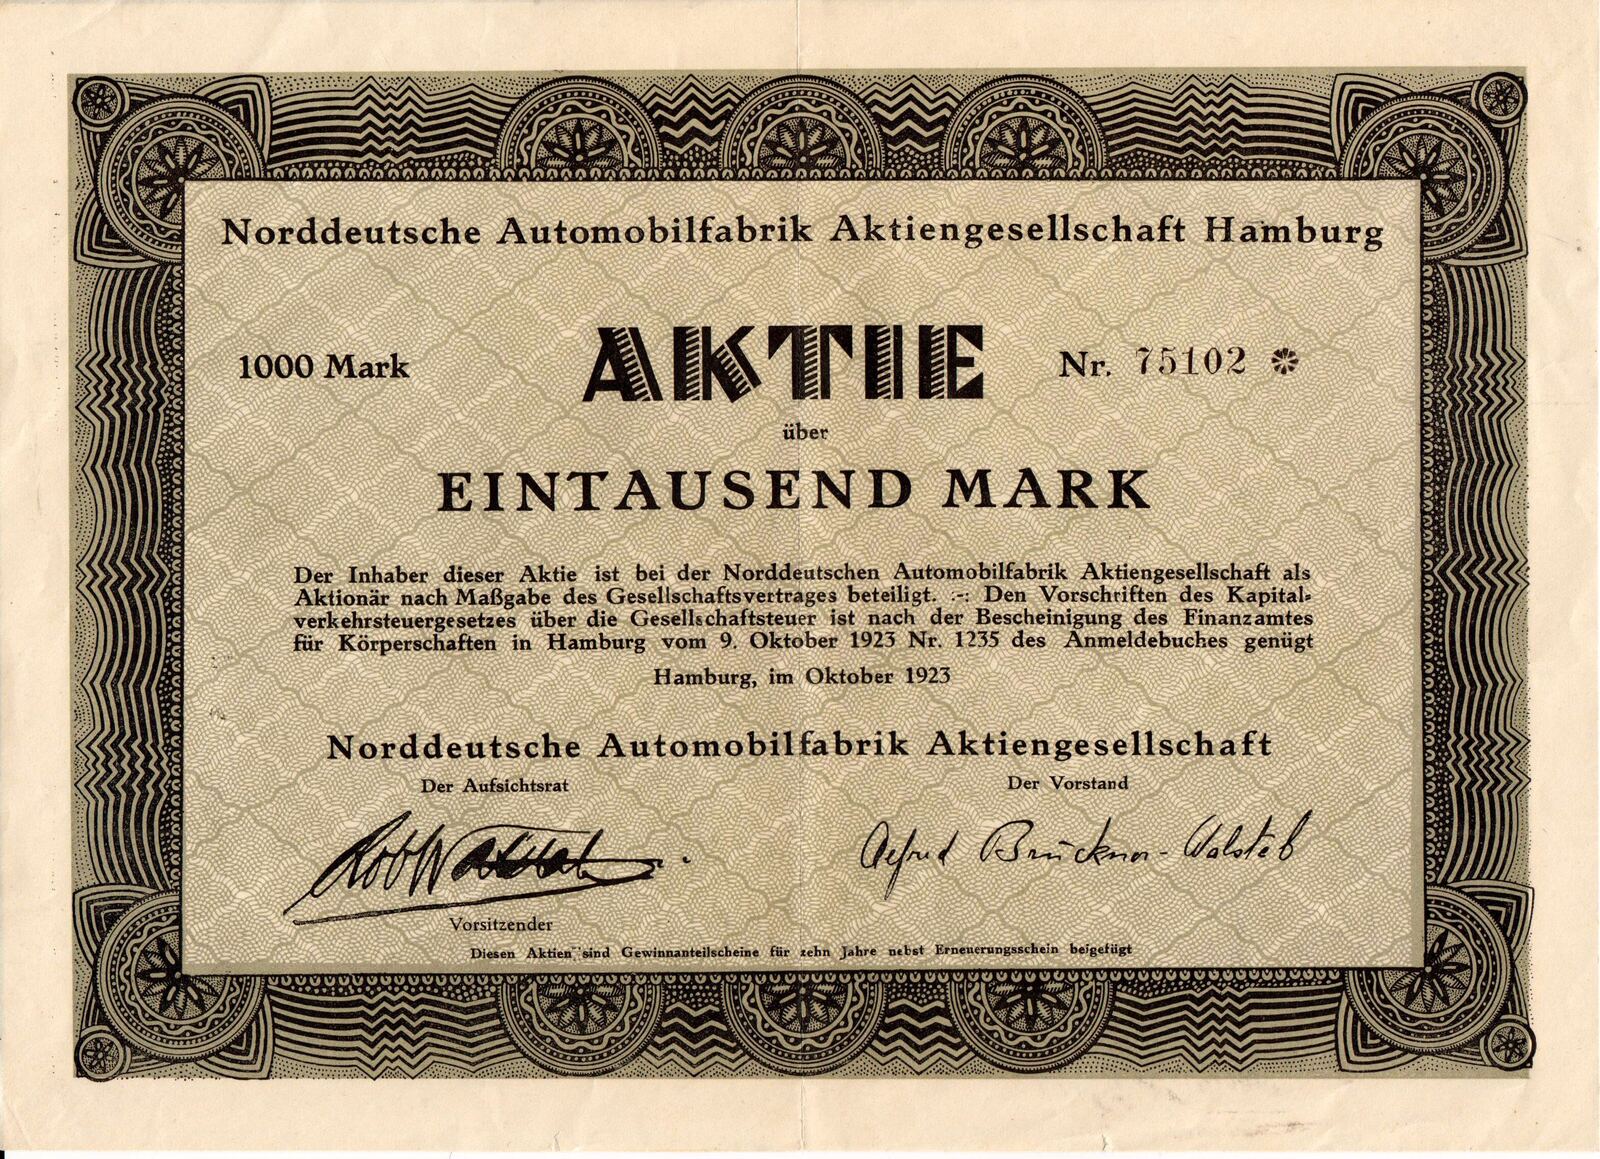 Norddeutsche Automobilfabrik Aktiengesellschaft Hamburg
1000 Mark AKTIE Nr. 75102 *
über
EINTAUSEND MARK
Der Inhaber dieser Aktie ist bei der Norddeutschen Automobilfabrik Aktiengesellschaft als
Aktionär nach Maßgabe des Gesellschaftsvertrages beteiligt. :-: Den Vorschriften des Kapital-
verkehrsteuergesetzes über die Gesellschaftsteuer ist nach der Bescheinigung des Finanzamtes
für Körperschaften in Hamburg vom 9. Oktober 1923 Nr. 1235 des Anmeldebuches genügt
Hamburg, im Oktober 1923
Norddeutsche Automobilfabrik Aktiengesellschaft
Der Aufsichtsrat Der Vorstand
Alfred Brückner-
Vorsitzender
Diesen Aktien sind Gewinnanteilscheine für zehn Jahre nebst Erneuerungsschein beigefügt